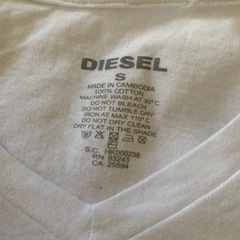 DIESEL
S
MADE IN CAMBODIA
100% COTTON
MACHINE WASH AT 30°C
DO NOT BLEACH
DO NOT TUMBLE DRY
IRON AT MAX 110°C
DO NOT DRY CLEAN
DRY FLAT IN THE SHADE
S.C. HK000238
RN 93243
CA 25594